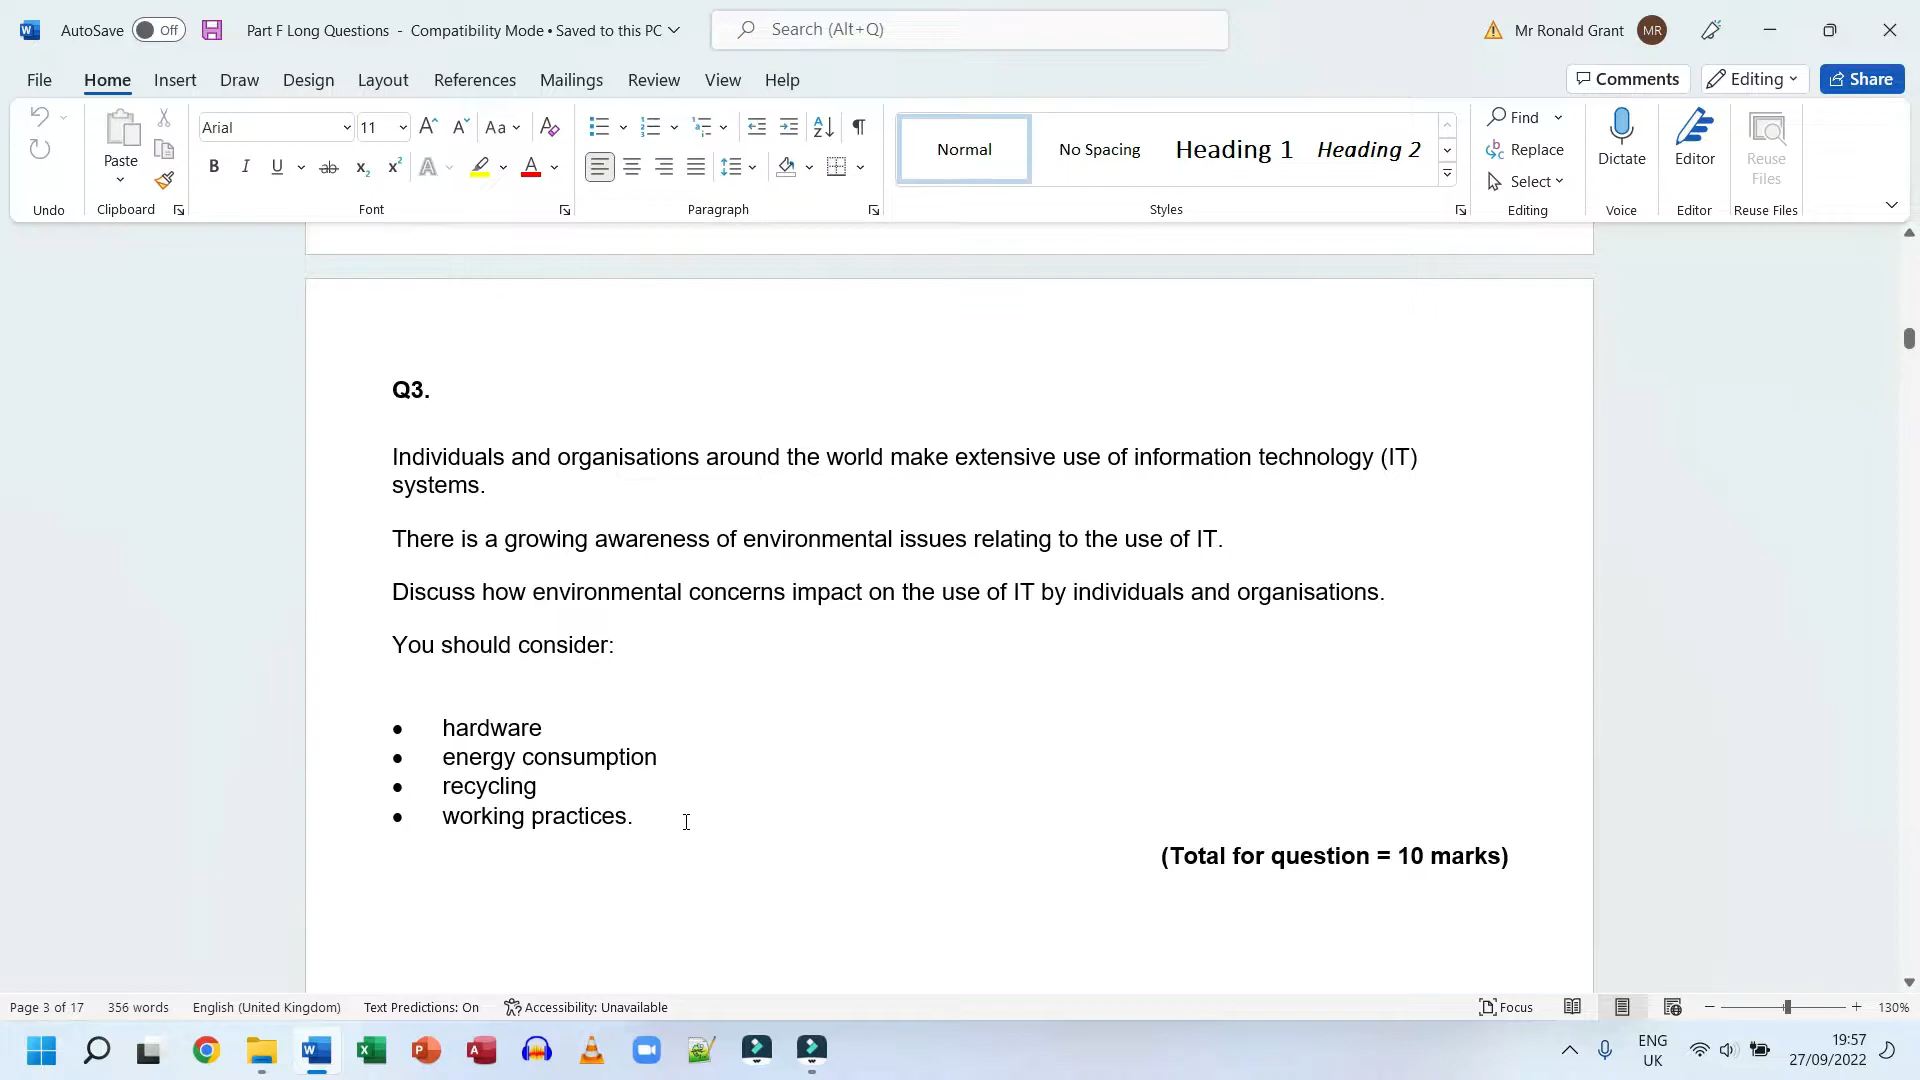 AutoSave Off Part F Long Questions - Compatibility Mode • Saved to this PC Search (Alt+Q) Mr Ronald Grant MR
File Home Insert Draw Design Layout References Mailings Review View Help Comments Editing Share
Arial 11 Aa Normal No Spacing Heading 1 Heading 2 Find
Paste B I U ab x2 x2 A A Replace Dictate Editor Reuse Files
Select
Undo Clipboard Font Paragraph Styles Editing Voice Editor Reuse Files
Q3.
Individuals and organisations around the world make extensive use of information technology (IT)
systems.
There is a growing awareness of environmental issues relating to the use of IT.
Discuss how environmental concerns impact on the use of IT by individuals and organisations.
You should consider:
• hardware
• energy consumption
• recycling
• working practices.
(Total for question = 10 marks)
Page 3 of 17 356 words English (United Kingdom) Text Predictions: On Accessibility: Unavailable Focus 130%
ENG 19:57
UK 27/09/2022